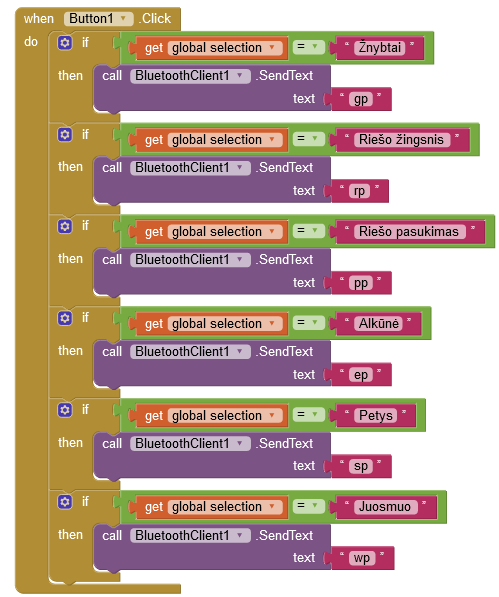 when Button1 .Click
do if get global selection = “ Žnybtai ”
then call BluetoothClient1 .SendText
text “ gp ”
if get global selection = “ Riešo žingsnis ”
then call BluetoothClient1 .SendText
text “ rp ”
if get global selection = “ Riešo pasukimas ”
then call BluetoothClient1 .SendText
text “ pp ”
if get global selection = “ Alkūnė ”
then call BluetoothClient1 .SendText
text “ ep ”
if get global selection = “ Petys ”
then call BluetoothClient1 .SendText
text “ sp ”
if get global selection = “ Juosmuo ”
then call BluetoothClient1 .SendText
text “ wp ”